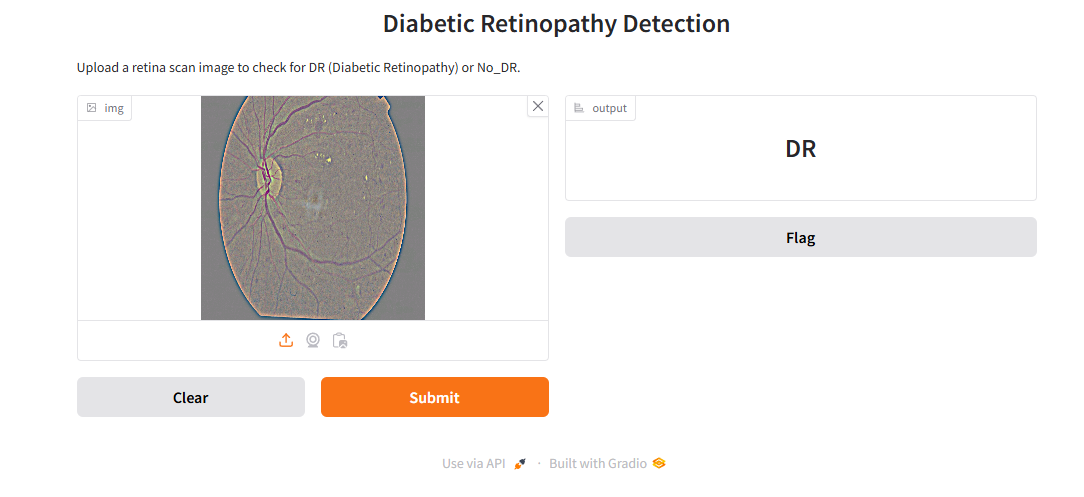 Diabetic Retinopathy Detection
Upload a retina scan image to check for DR (Diabetic Retinopathy) or No_DR.
img
output
DR
Flag
Clear
Submit
Use via API · Built with Gradio